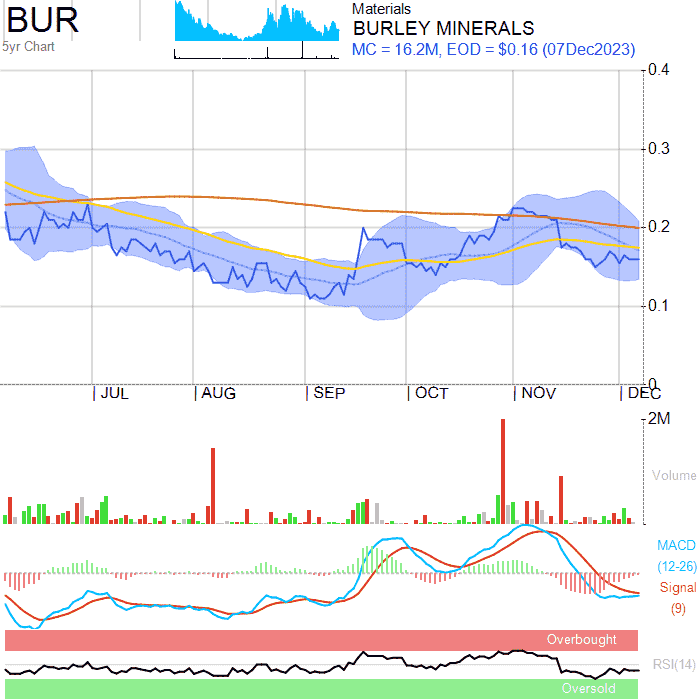 BUR
5yr Chart
Materials
BURLEY MINERALS
MC = 16.2M, EOD = $0.16 (07Dec2023)
0.4
0.3
0.2
0.1
0
JUL AUG SEP OCT NOV DEC
2M
Volume
MACD
(12-26)
Signal
(9)
Overbought
RSI(14)
Oversold